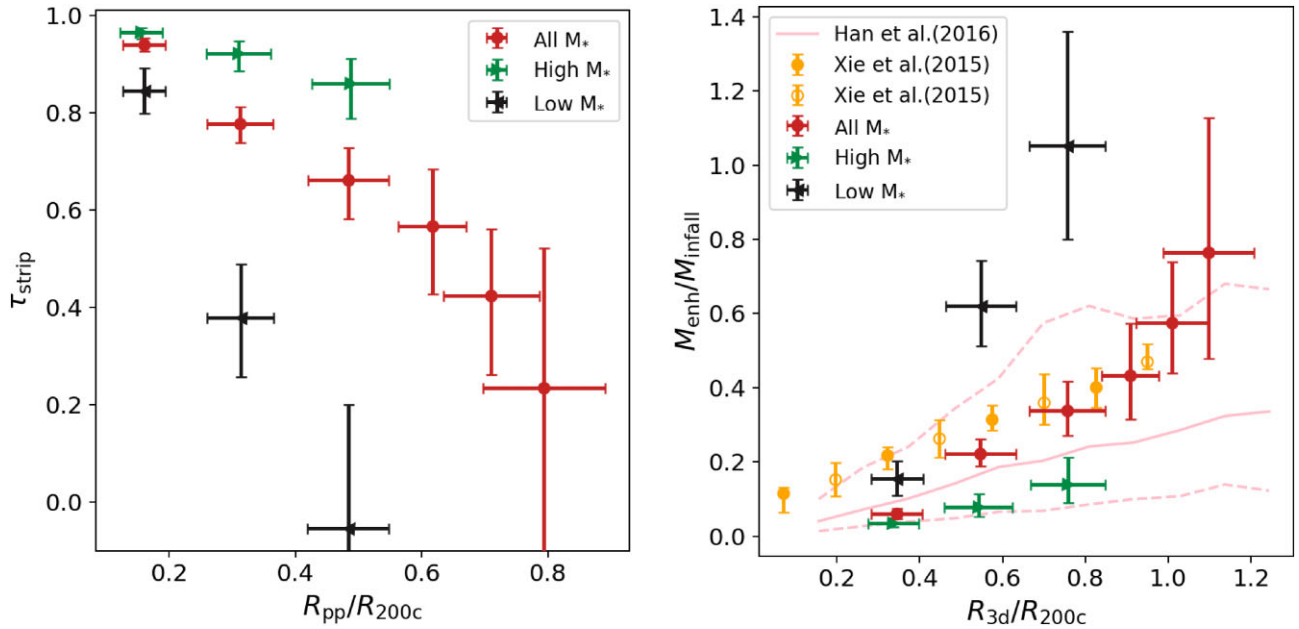 1.0
0.8
0.6
0.4
0.2
0.0
τstrip
All M*
High M*
Low M*
0.2 0.4 0.6 0.8
Rpp/R200c
1.4
1.2
1.0
0.8
0.6
0.4
0.2
0.0
Menh/Minfall
Han et al.(2016)
Xie et al.(2015)
Xie et al.(2015)
All M*
High M*
Low M*
0.2 0.4 0.6 0.8 1.0 1.2
R3d/R200c